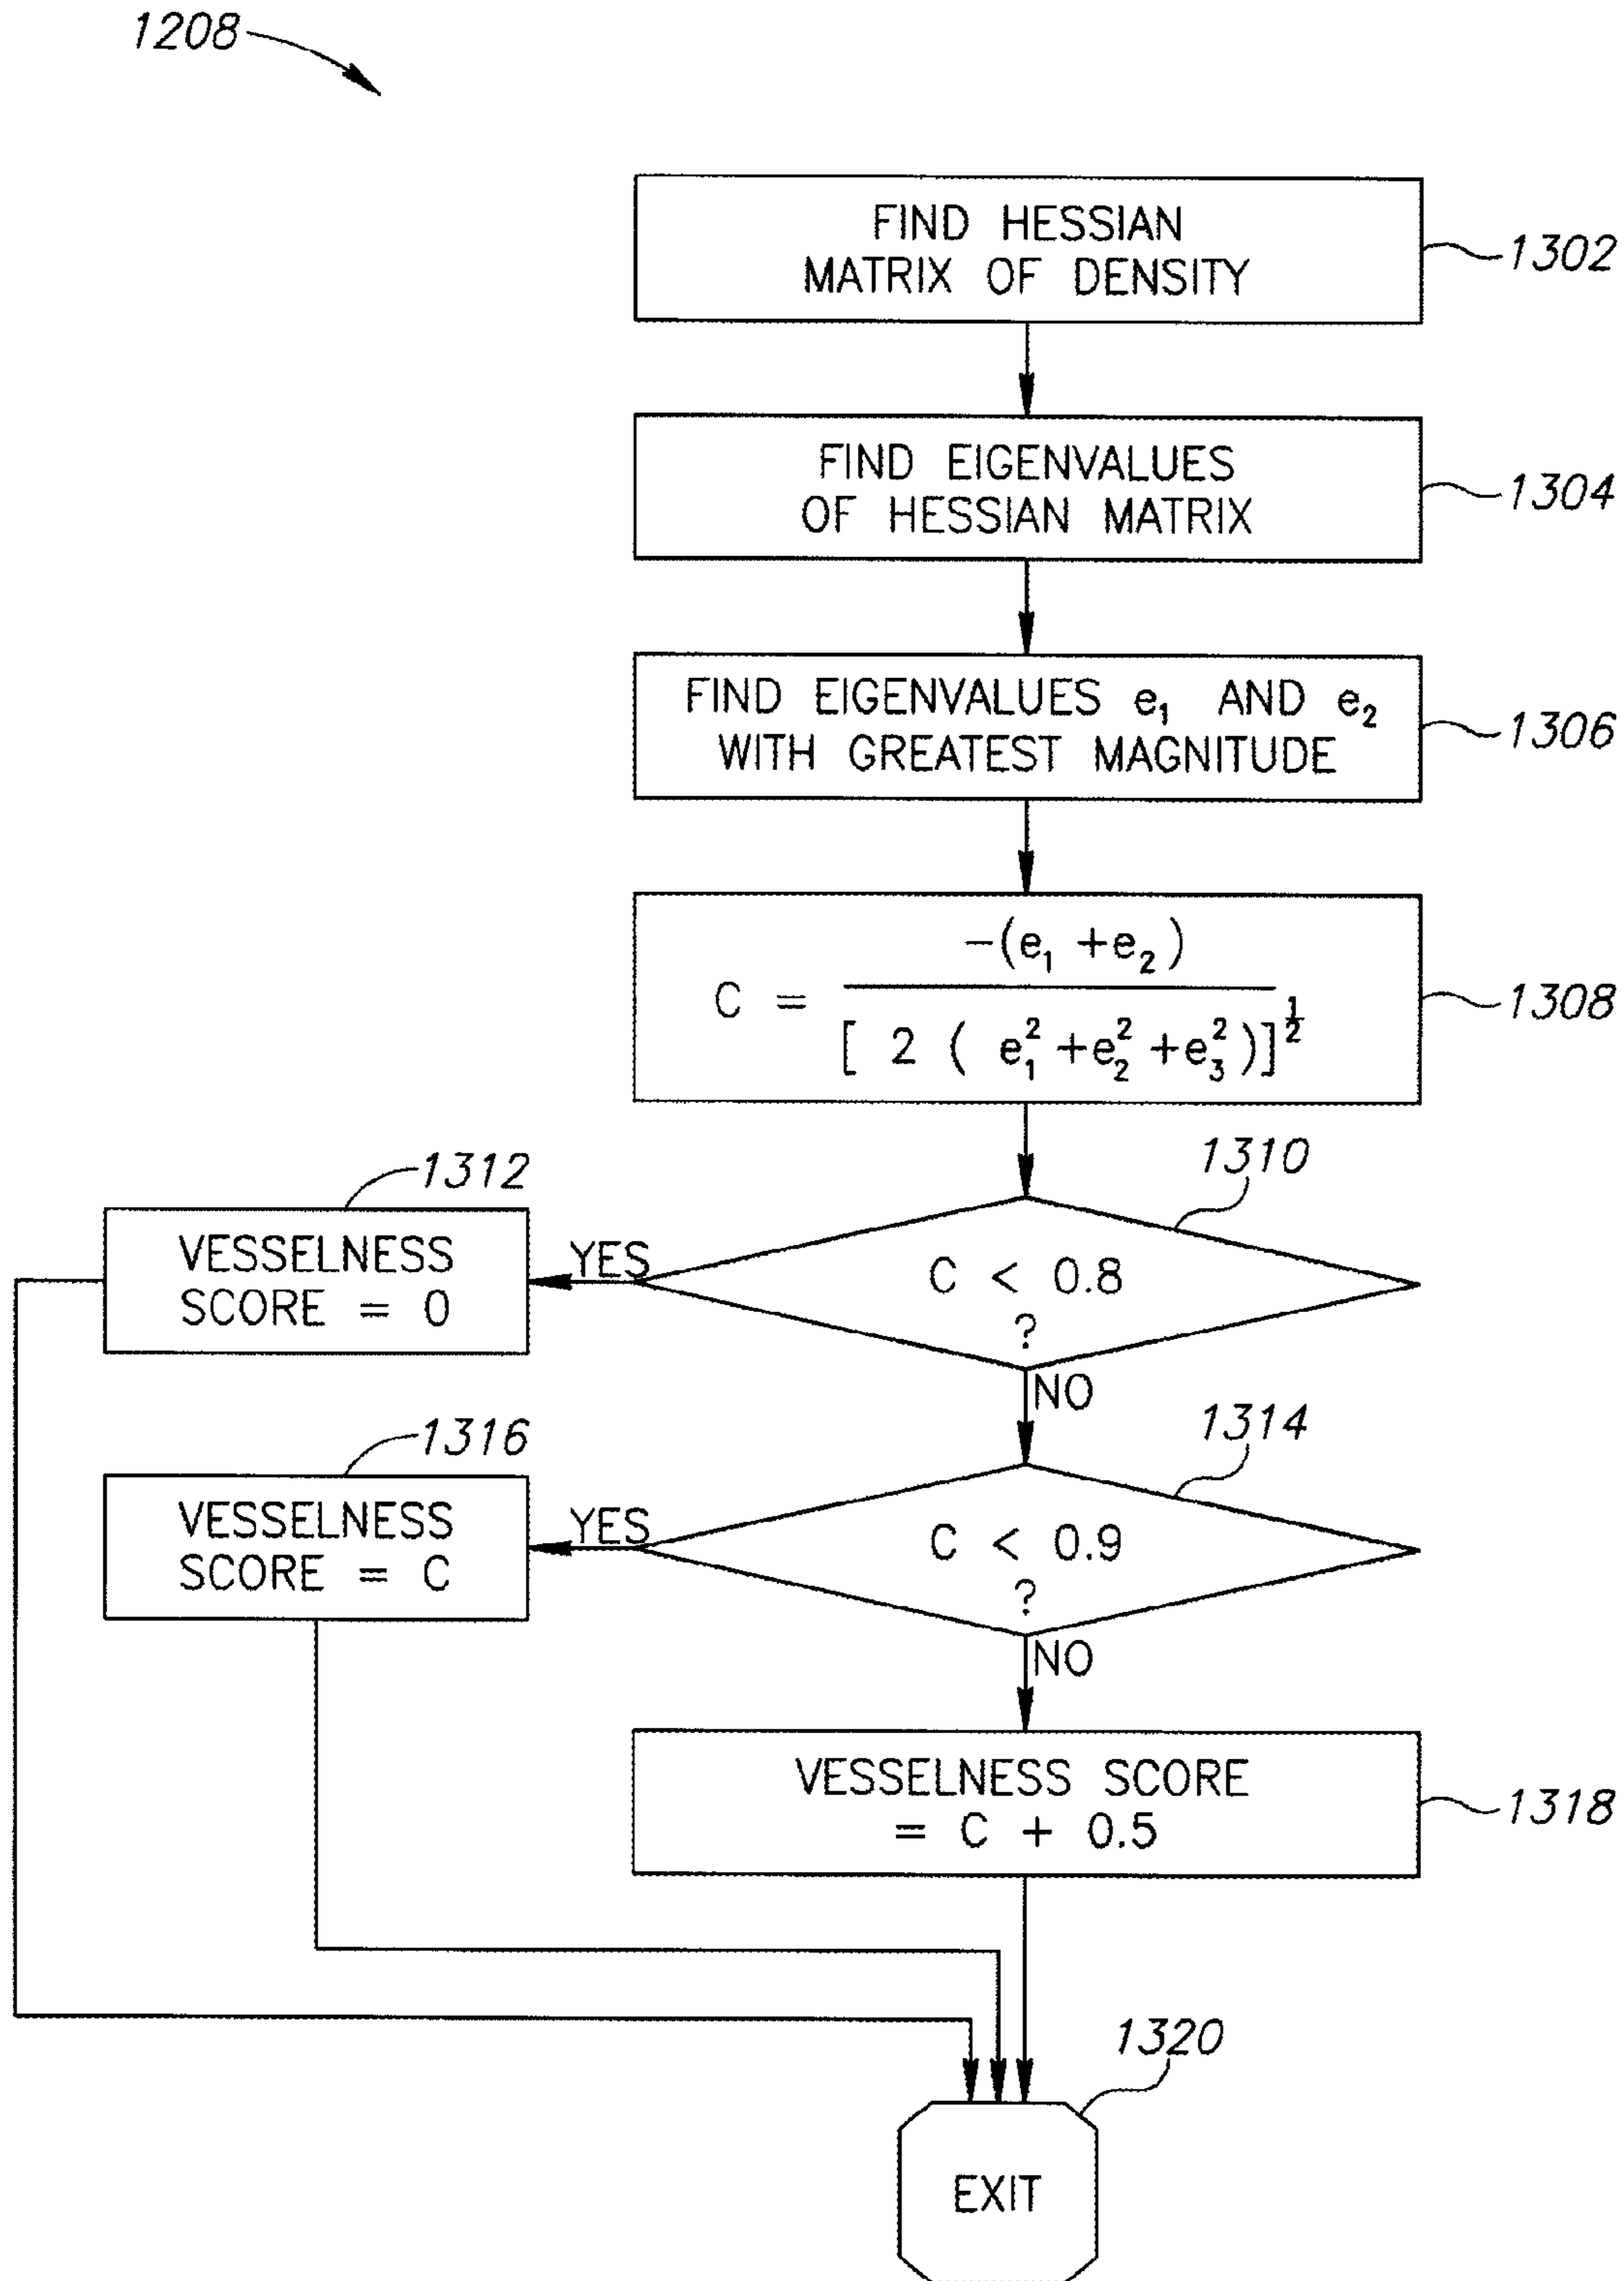 1208
FIND HESSIAN
MATRIX OF DENSITY
1302
FIND EIGENVALUES
OF HESSIAN MATRIX
1304
FIND EIGENVALUES e₁ AND e₂
WITH GREATEST MAGNITUDE
1306
C = -(e₁ +e₂) / [ 2 ( e₁² +e₂² +e₃²)]^½
1308
1310
C < 0.8
?
YES
NO
1312
VESSELNESS
SCORE = 0
1314
C < 0.9
?
YES
NO
1316
VESSELNESS
SCORE = C
VESSELNESS SCORE
= C + 0.5
1318
1320
EXIT